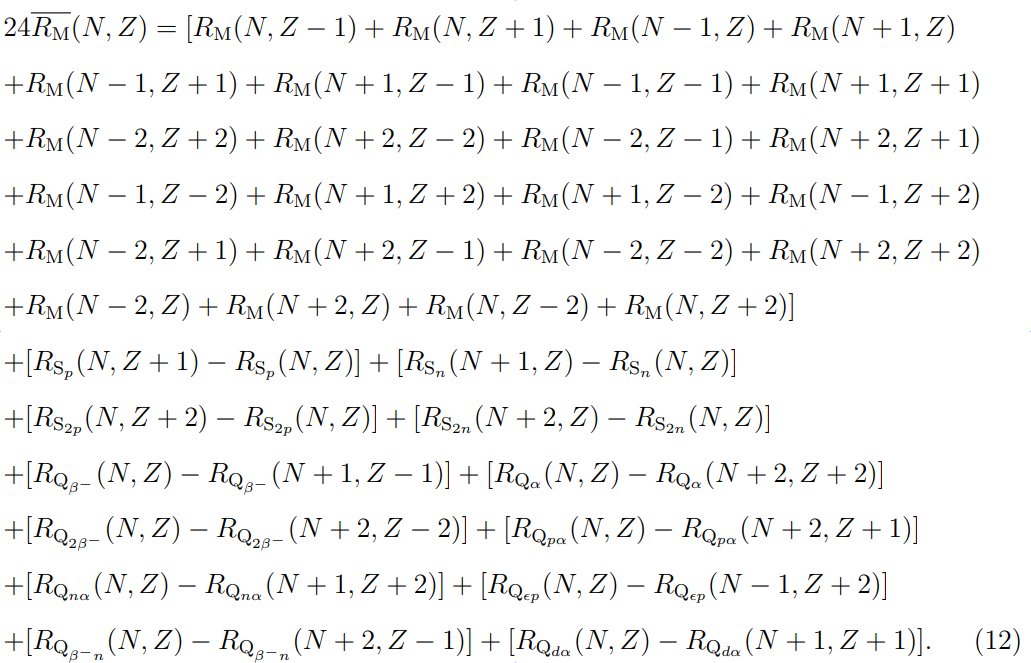 24\overline{R_M}(N, Z) = [R_M(N, Z − 1) + R_M(N, Z + 1) + R_M(N − 1, Z) + R_M(N + 1, Z)
+R_M(N − 1, Z + 1) + R_M(N + 1, Z − 1) + R_M(N − 1, Z − 1) + R_M(N + 1, Z + 1)
+R_M(N − 2, Z + 2) + R_M(N + 2, Z − 2) + R_M(N − 2, Z − 1) + R_M(N + 2, Z + 1)
+R_M(N − 1, Z − 2) + R_M(N + 1, Z + 2) + R_M(N + 1, Z − 2) + R_M(N − 1, Z + 2)
+R_M(N − 2, Z + 1) + R_M(N + 2, Z − 1) + R_M(N − 2, Z − 2) + R_M(N + 2, Z + 2)
+R_M(N − 2, Z) + R_M(N + 2, Z) + R_M(N, Z − 2) + R_M(N, Z + 2)]
+[R_{S_p}(N, Z + 1) − R_{S_p}(N, Z)] + [R_{S_n}(N + 1, Z) − R_{S_n}(N, Z)]
+[R_{S_{2p}}(N, Z + 2) − R_{S_{2p}}(N, Z)] + [R_{S_{2n}}(N + 2, Z) − R_{S_{2n}}(N, Z)]
+[R_{Q_{β−}}(N, Z) − R_{Q_{β−}}(N + 1, Z − 1)] + [R_{Q_α}(N, Z) − R_{Q_α}(N + 2, Z + 2)]
+[R_{Q_{2β−}}(N, Z) − R_{Q_{2β−}}(N + 2, Z − 2)] + [R_{Q_{pα}}(N, Z) − R_{Q_{pα}}(N + 2, Z + 1)]
+[R_{Q_{nα}}(N, Z) − R_{Q_{nα}}(N + 1, Z + 2)] + [R_{Q_{ϵp}}(N, Z) − R_{Q_{ϵp}}(N − 1, Z + 2)]
+[R_{Q_{β−n}}(N, Z) − R_{Q_{β−n}}(N + 2, Z − 1)] + [R_{Q_{dα}}(N, Z) − R_{Q_{dα}}(N + 1, Z + 1)]. (12)